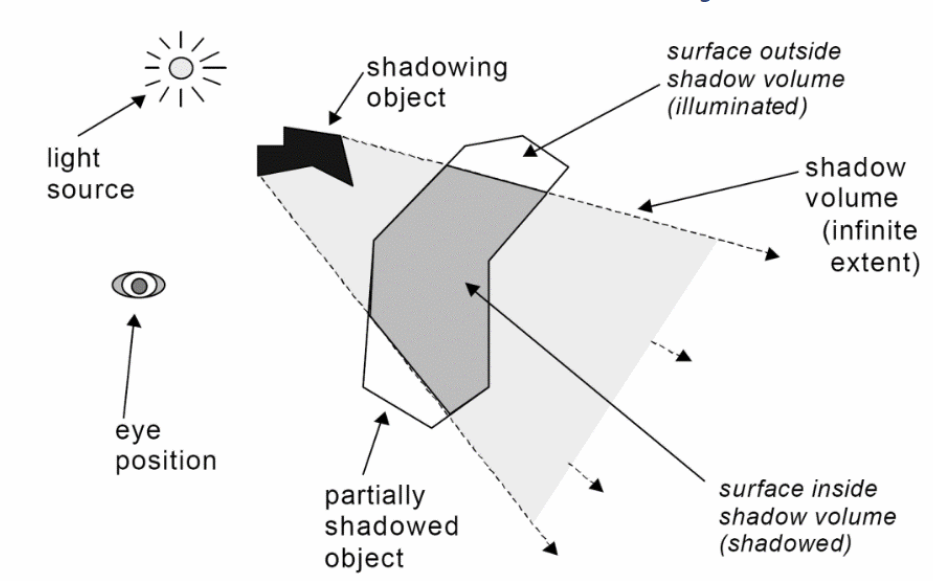 shadowing
object
surface outside
shadow volume
(illuminated)
light
source
shadow
volume
(infinite
extent)
eye
position
partially
shadowed
object
surface inside
shadow volume
(shadowed)